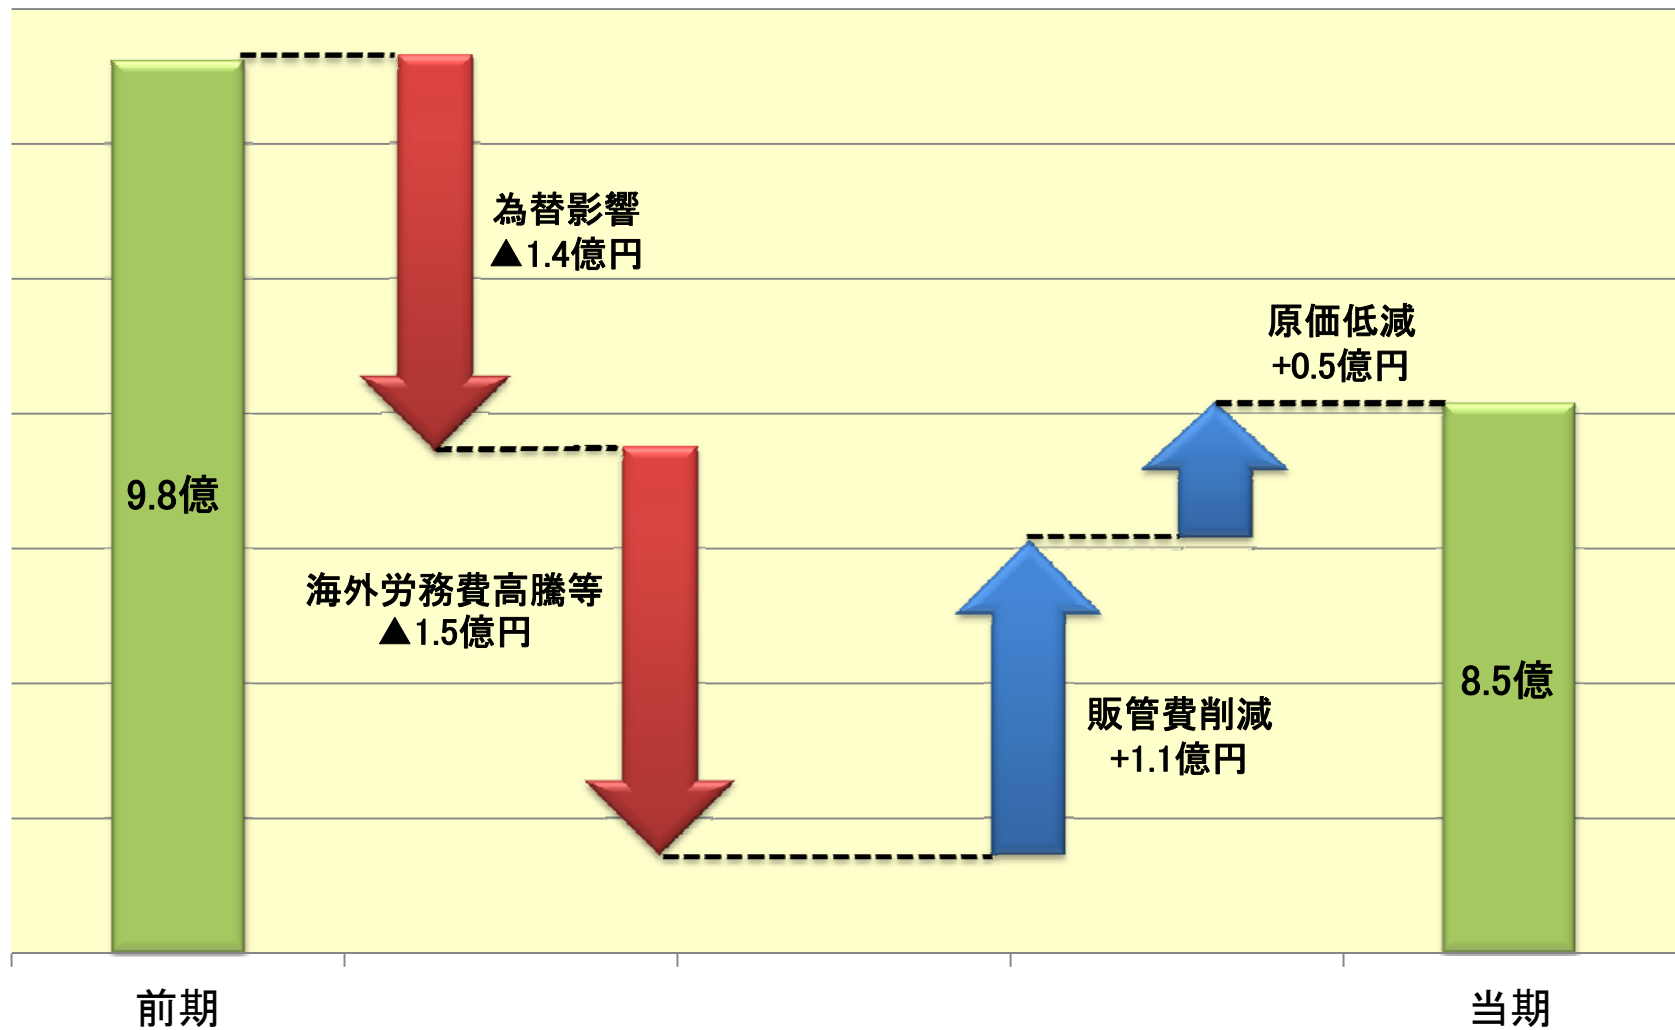 為替影響
▲1.4億円
原価低減
+0.5億円
9.8億
海外労務費高騰等
▲1.5億円
8.5億
販管費削減
+1.1億円
前期
当期